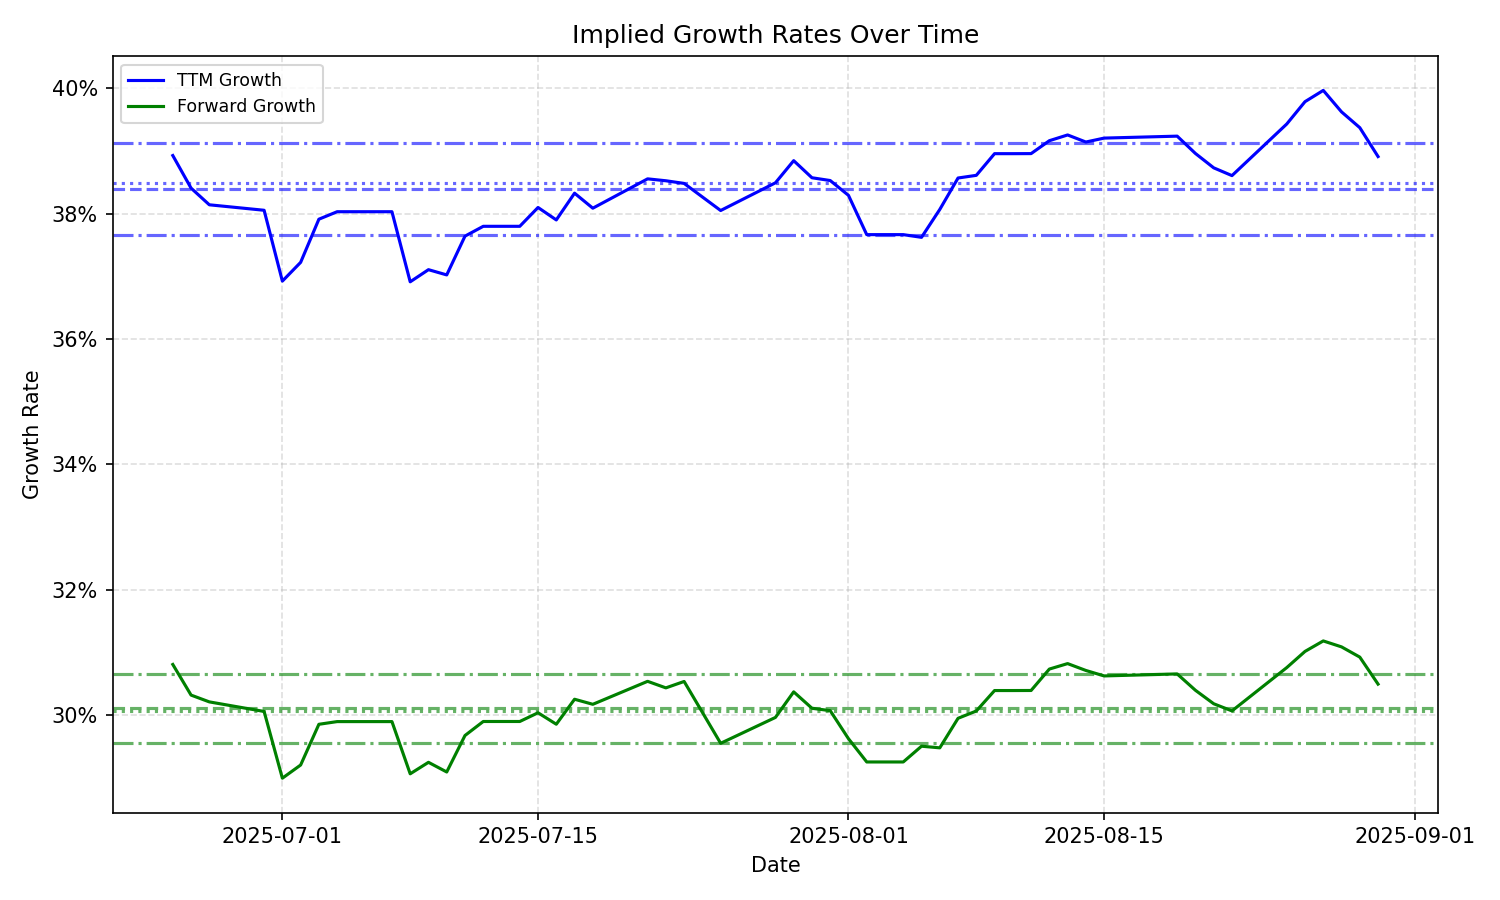 Implied Growth Rates Over Time
TTM Growth
Forward Growth
40%
38%
36%
34%
32%
30%
Growth Rate
2025-07-01
2025-07-15
2025-08-01
2025-08-15
2025-09-01
Date